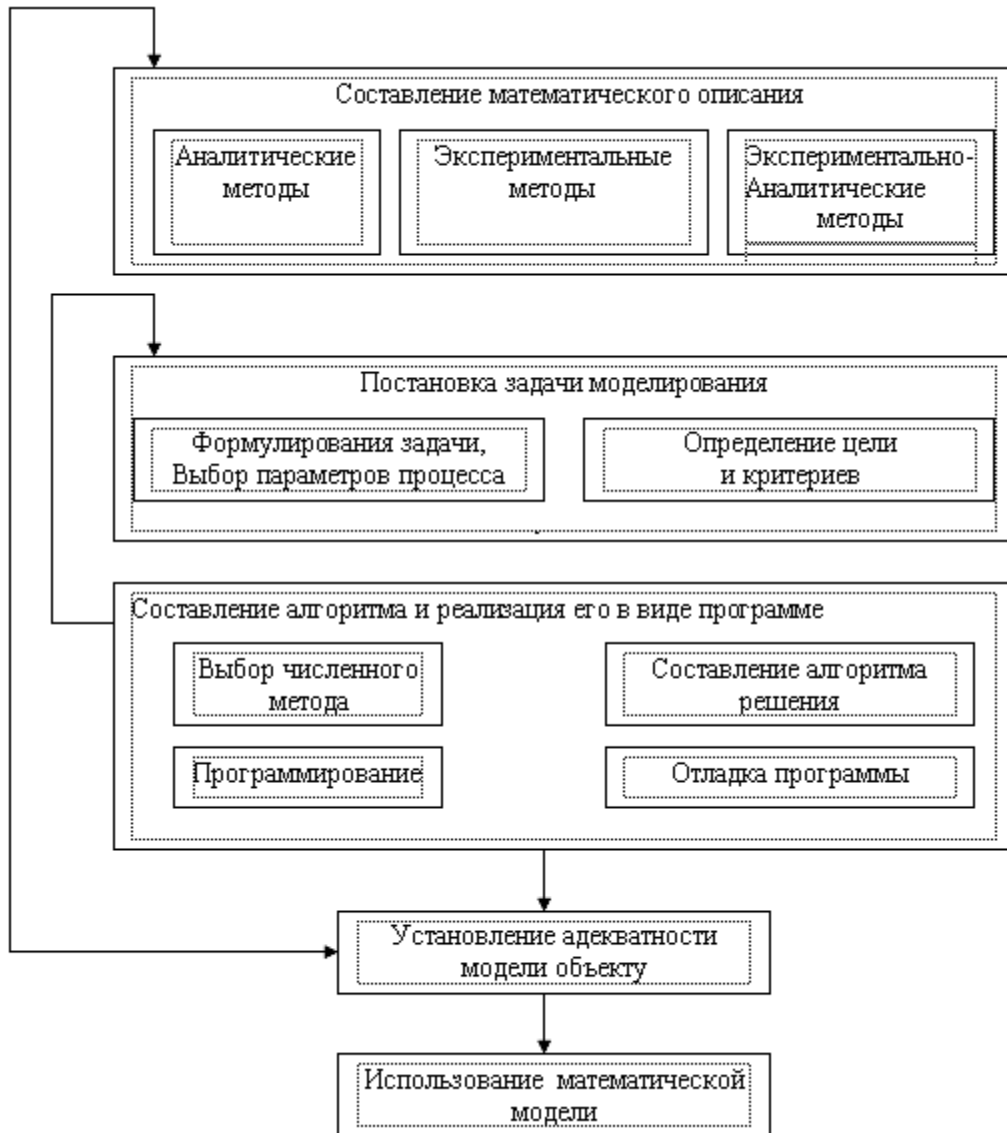 Составление математического описания
Аналитические
методы
Экспериментальные
методы
Экспериментально-
Аналитические
методы
Постановка задачи моделирования
Формулирования задачи,
Выбор параметров процесса
Определение цели
и критериев
.
Составление алгоритма и реализация его в виде программе
Выбор численного
метода
Составление алгоритма
решения
Программирование
Отладка программы
Установление адекватности
модели объекту
Использование математической
модели